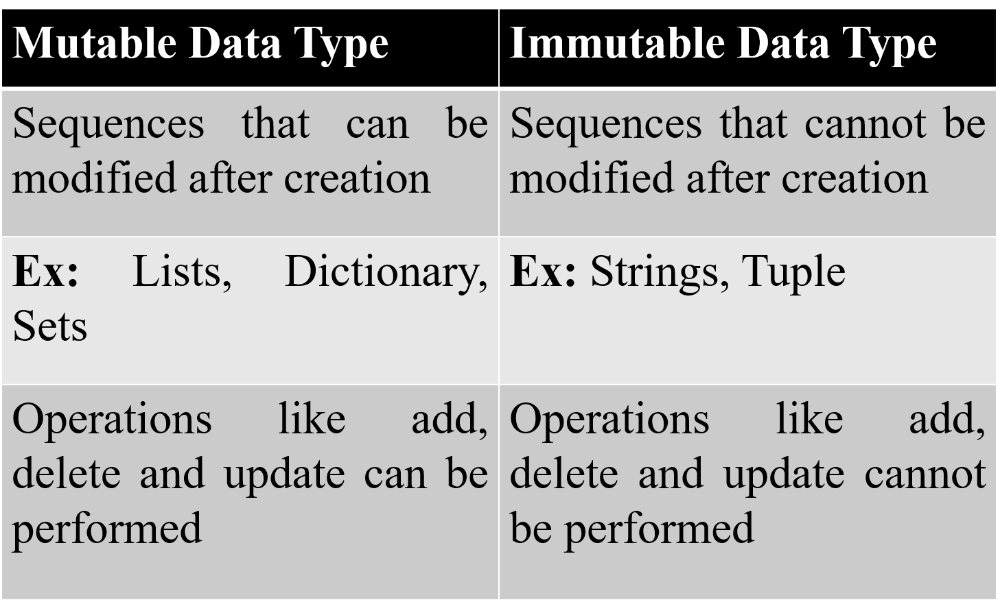 Mutable Data Type
Immutable Data Type
Sequences that can be
modified after creation
Sequences that cannot be
modified after creation
Ex: Lists, Dictionary,
Sets
Ex: Strings, Tuple
Operations like add,
delete and update can be
performed
Operations like add,
delete and update cannot
be performed